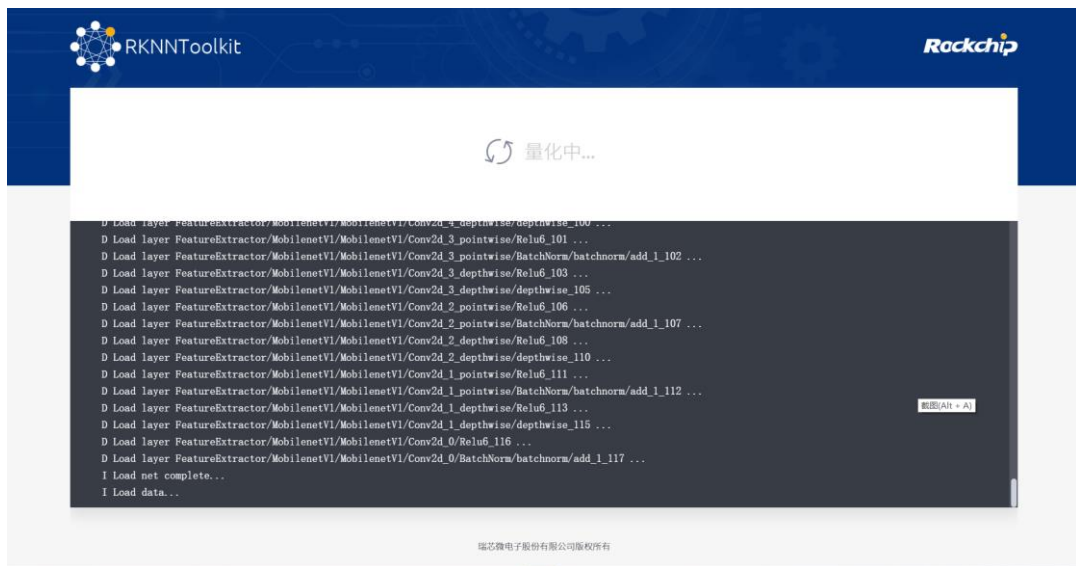 RKNNToolkit
Rockchip
量化中...
D Load layer FeatureExtractor/MobilenetV1/MobilenetV1/Conv2d_4_depthwise/depthwise_100 ...
D Load layer FeatureExtractor/MobilenetV1/MobilenetV1/Conv2d_3_pointwise/Relu6_101 ...
D Load layer FeatureExtractor/MobilenetV1/MobilenetV1/Conv2d_3_pointwise/BatchNorm/batchnorm/add_1_102 ...
D Load layer FeatureExtractor/MobilenetV1/MobilenetV1/Conv2d_3_depthwise/Relu6_103 ...
D Load layer FeatureExtractor/MobilenetV1/MobilenetV1/Conv2d_3_depthwise/depthwise_105 ...
D Load layer FeatureExtractor/MobilenetV1/MobilenetV1/Conv2d_2_pointwise/Relu6_106 ...
D Load layer FeatureExtractor/MobilenetV1/MobilenetV1/Conv2d_2_pointwise/BatchNorm/batchnorm/add_1_107 ...
D Load layer FeatureExtractor/MobilenetV1/MobilenetV1/Conv2d_2_depthwise/Relu6_108 ...
D Load layer FeatureExtractor/MobilenetV1/MobilenetV1/Conv2d_2_depthwise/depthwise_110 ...
D Load layer FeatureExtractor/MobilenetV1/MobilenetV1/Conv2d_1_pointwise/Relu6_111 ...
D Load layer FeatureExtractor/MobilenetV1/MobilenetV1/Conv2d_1_pointwise/BatchNorm/batchnorm/add_1_112 ...
D Load layer FeatureExtractor/MobilenetV1/MobilenetV1/Conv2d_1_depthwise/Relu6_113 ...
截图(Alt + A)
D Load layer FeatureExtractor/MobilenetV1/MobilenetV1/Conv2d_1_depthwise/depthwise_115 ...
D Load layer FeatureExtractor/MobilenetV1/MobilenetV1/Conv2d_0/Relu6_116 ...
D Load layer FeatureExtractor/MobilenetV1/MobilenetV1/Conv2d_0/BatchNorm/batchnorm/add_1_117 ...
I Load net complete...
I Load data...
瑞芯微电子股份有限公司版权所有